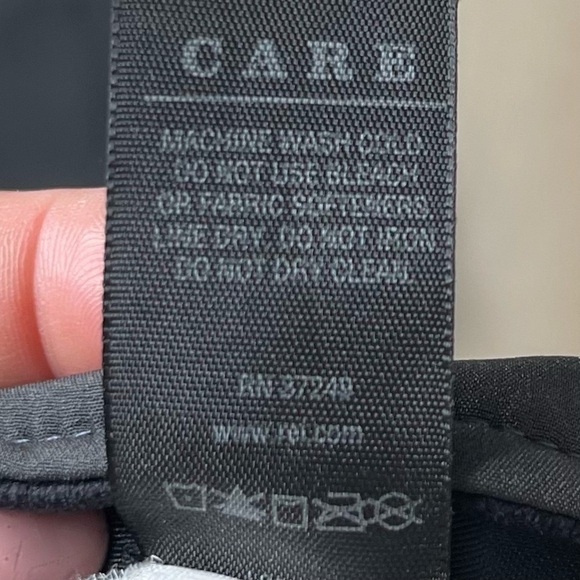 CARE
MACHINE WASH COLD
DO NOT USE BLEACH
OR FABRIC SOFTENERS
LINE DRY. DO NOT IRON
DO NOT DRY CLEAN.
RN 37249
www.rei.com